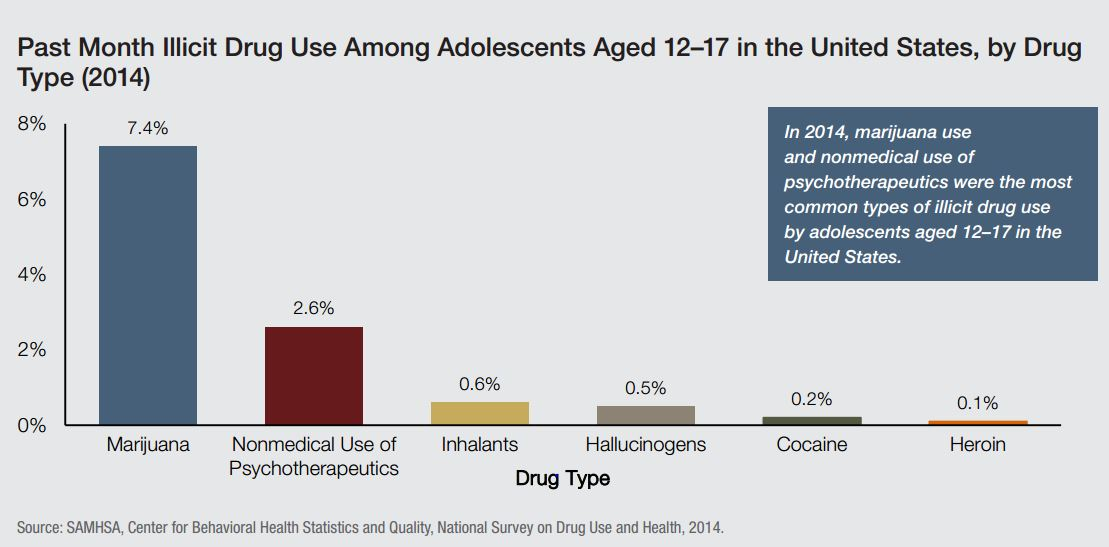 Past Month Illicit Drug Use Among Adolescents Aged 12–17 in the United States, by Drug
Type (2014)
8%
6%
4%
2%
0%
7.4%
2.6%
0.6%
0.5%
0.2%
0.1%
In 2014, marijuana use
and nonmedical use of
psychotherapeutics were the most
common types of illicit drug use
by adolescents aged 12–17 in the
United States.
Marijuana
Nonmedical Use of
Psychotherapeutics
Inhalants
Hallucinogens
Cocaine
Heroin
Drug Type
Source: SAMHSA, Center for Behavioral Health Statistics and Quality, National Survey on Drug Use and Health, 2014.